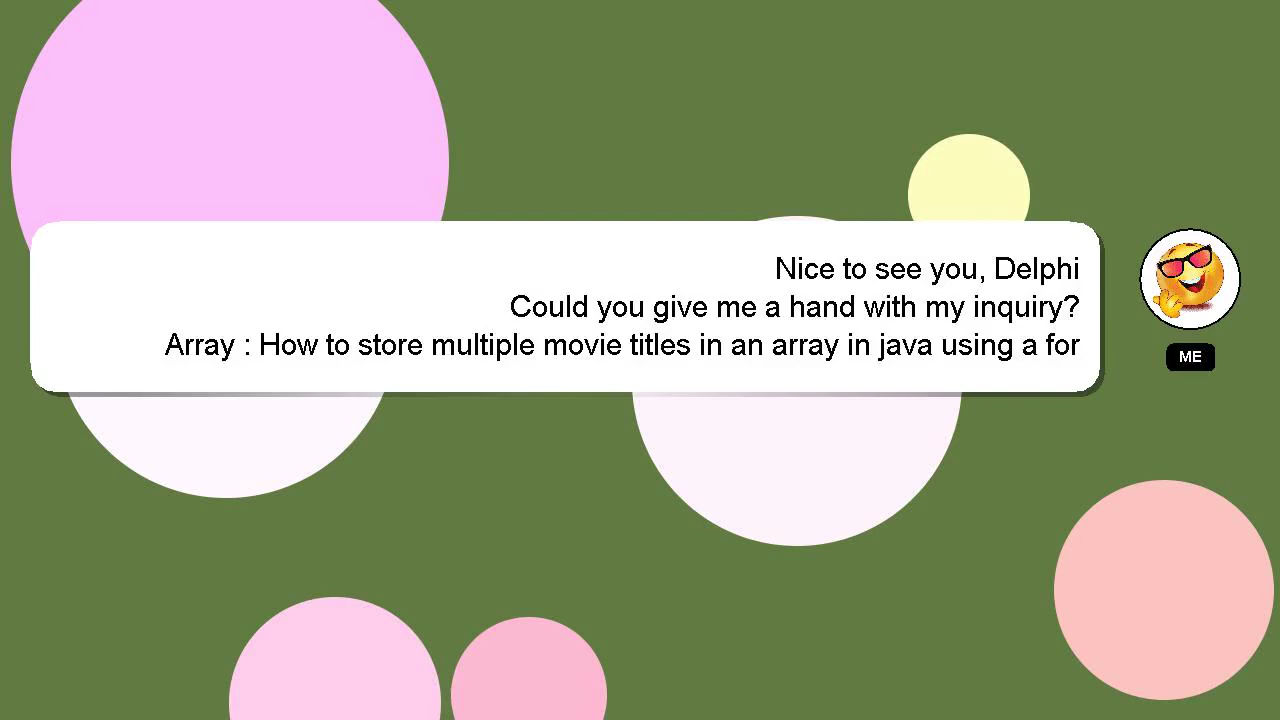 Nice to see you, Delphi
Could you give me a hand with my inquiry?
Array : How to store multiple movie titles in an array in java using a for
ME